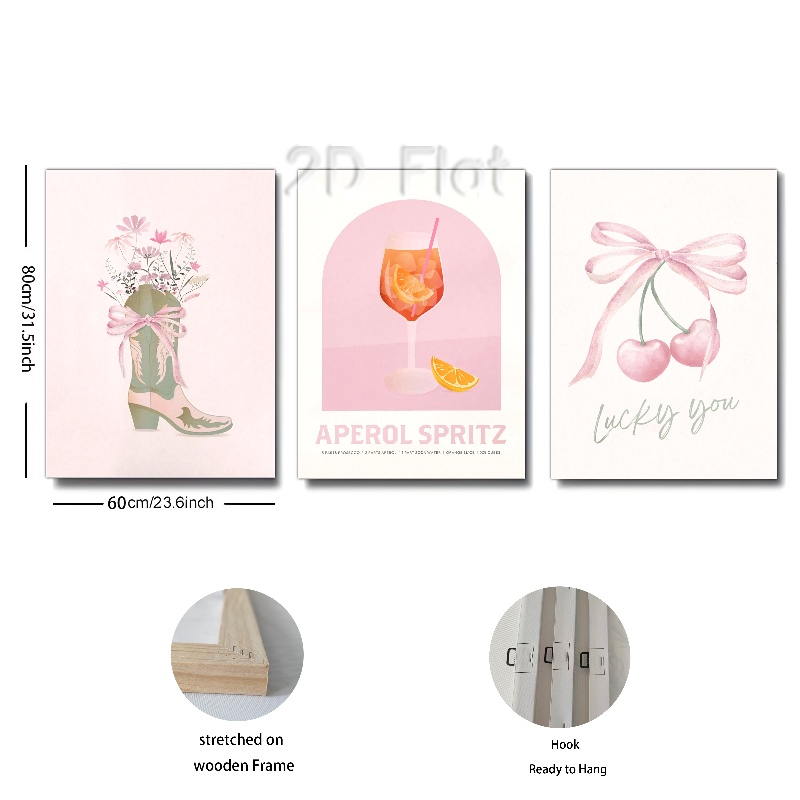 2D Flat
80cm/31.5inch
APEROL SPRITZ
Lucky you
60cm/23.6inch
stretched on
wooden Frame
Hook
Ready to Hang